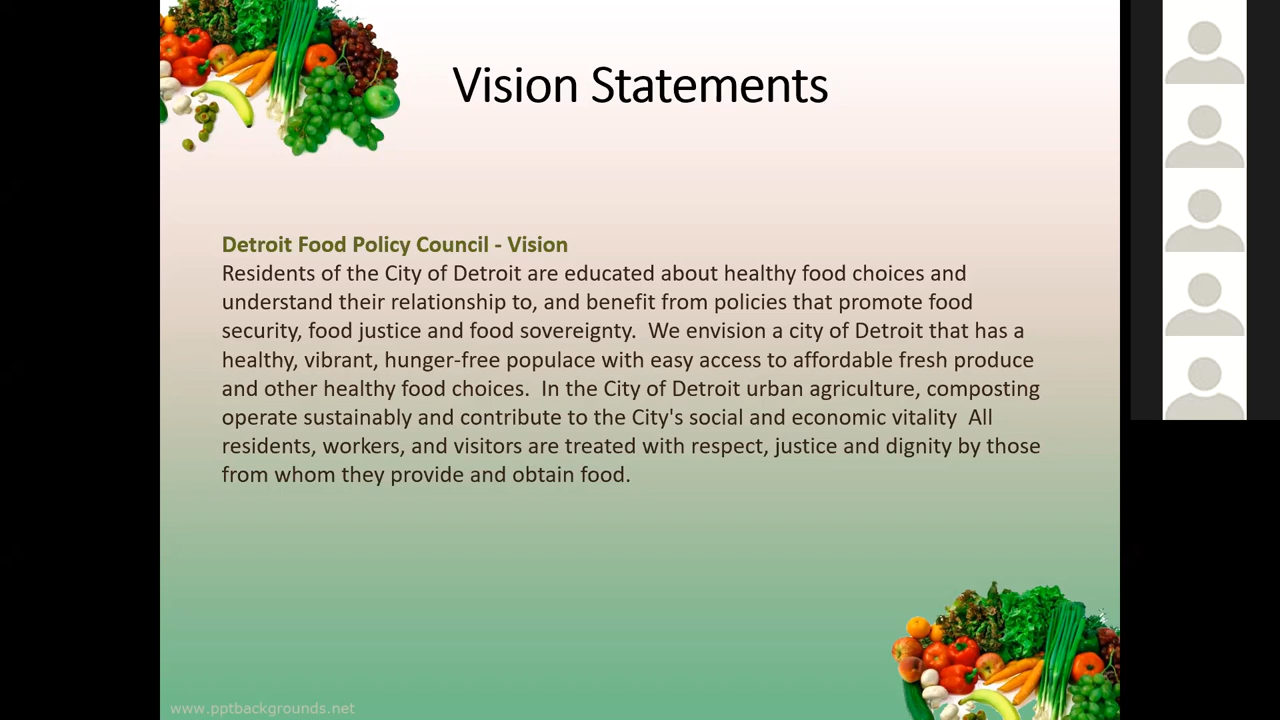 Vision Statements
Detroit Food Policy Council - Vision
Residents of the City of Detroit are educated about healthy food choices and
understand their relationship to, and benefit from policies that promote food
security, food justice and food sovereignty.  We envision a city of Detroit that has a
healthy, vibrant, hunger-free populace with easy access to affordable fresh produce
and other healthy food choices.  In the City of Detroit urban agriculture, composting
operate sustainably and contribute to the City's social and economic vitality  All
residents, workers, and visitors are treated with respect, justice and dignity by those
from whom they provide and obtain food.
www.pptbackgrounds.net